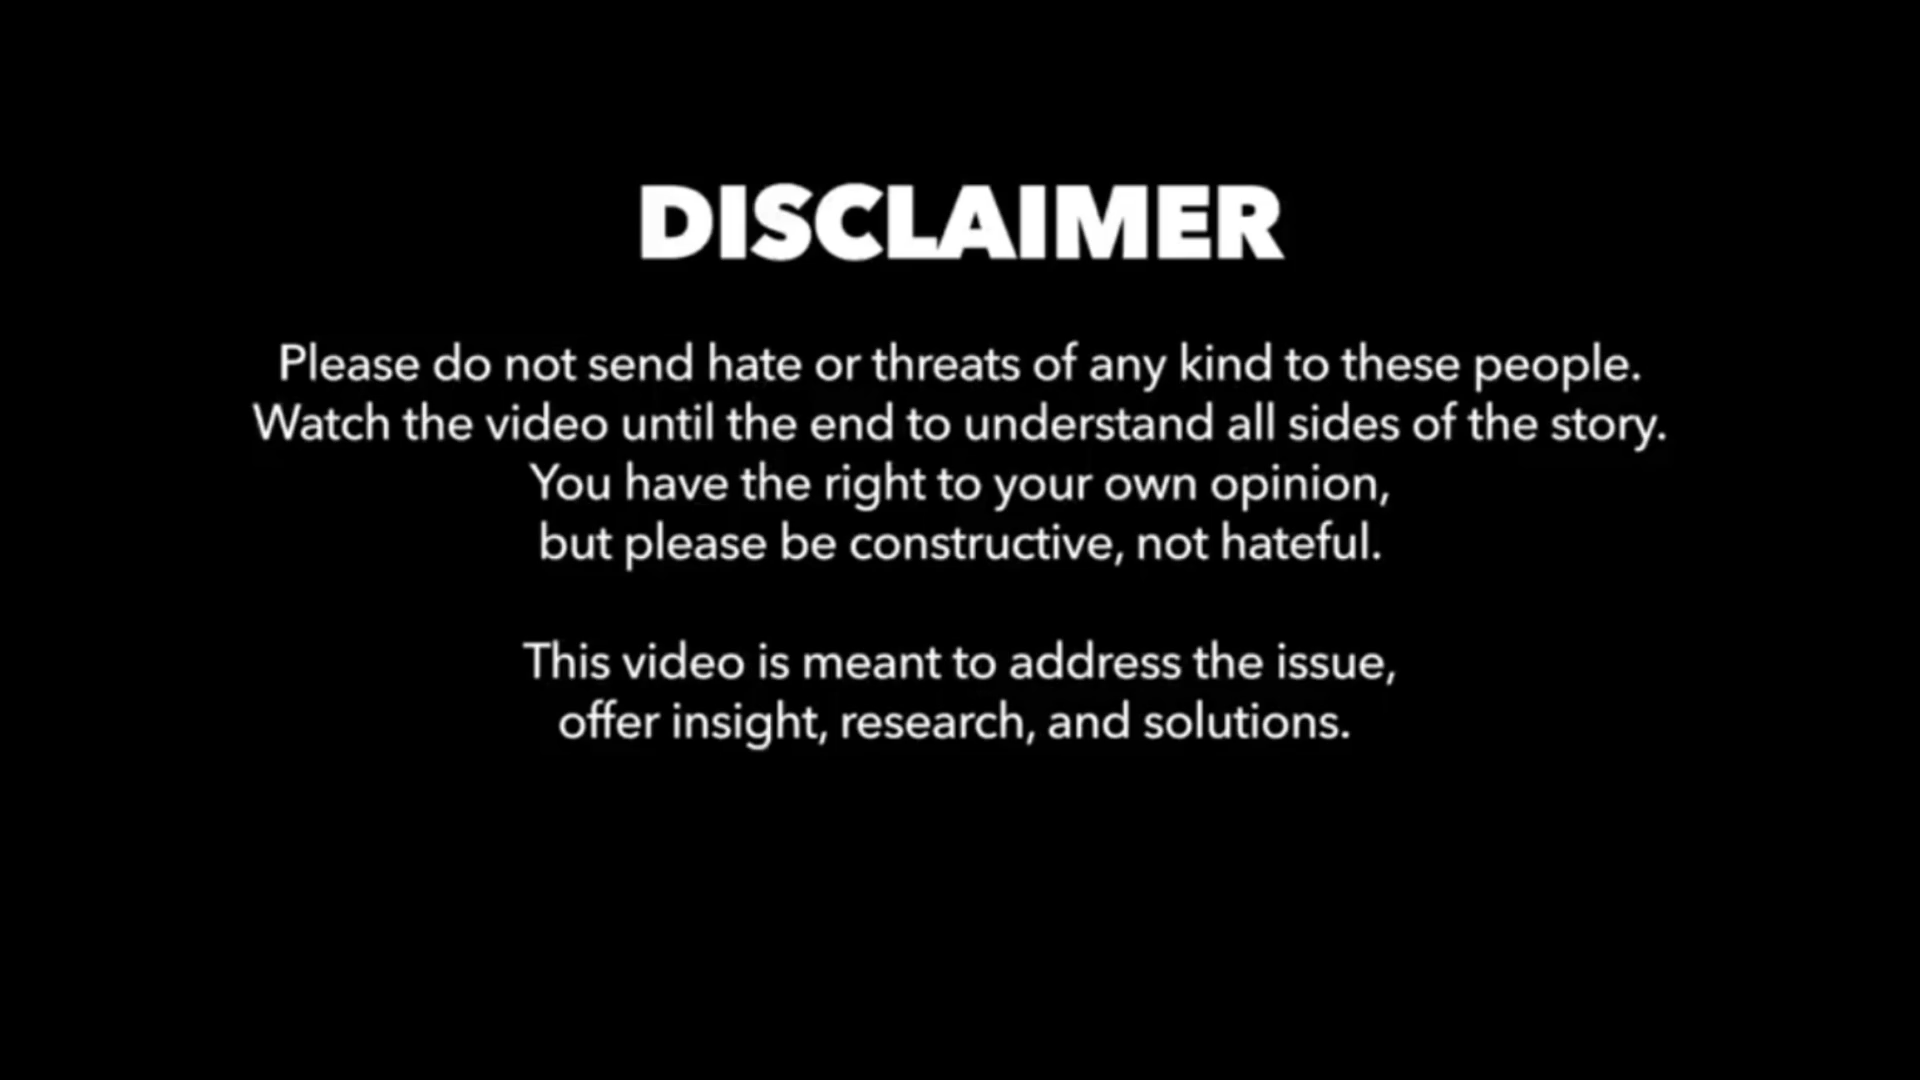 DISCLAIMER
Please do not send hate or threats of any kind to these people.
Watch the video until the end to understand all sides of the story.
You have the right to your own opinion,
but please be constructive, not hateful.
This video is meant to address the issue,
offer insight, research, and solutions.